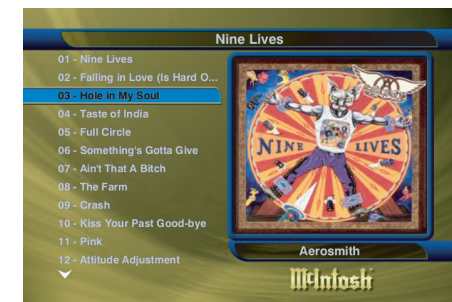 Nine Lives
01 - Nine Lives
02 - Falling in Love (Is Hard O...
03 - Hole in My Soul
04 - Taste of India
05 - Full Circle
06 - Something's Gotta Give
07 - Ain't That A Bitch
08 - The Farm
09 - Crash
10 - Kiss Your Past Good-bye
11 - Pink
12 - Attitude Adjustment
NINE LIVES
Aerosmith
McIntosh